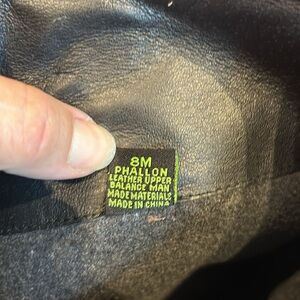 8M
PHALLON
LEATHER UPPER
BALANCE MAN
MADE MATERIALS
MADE IN CHINA